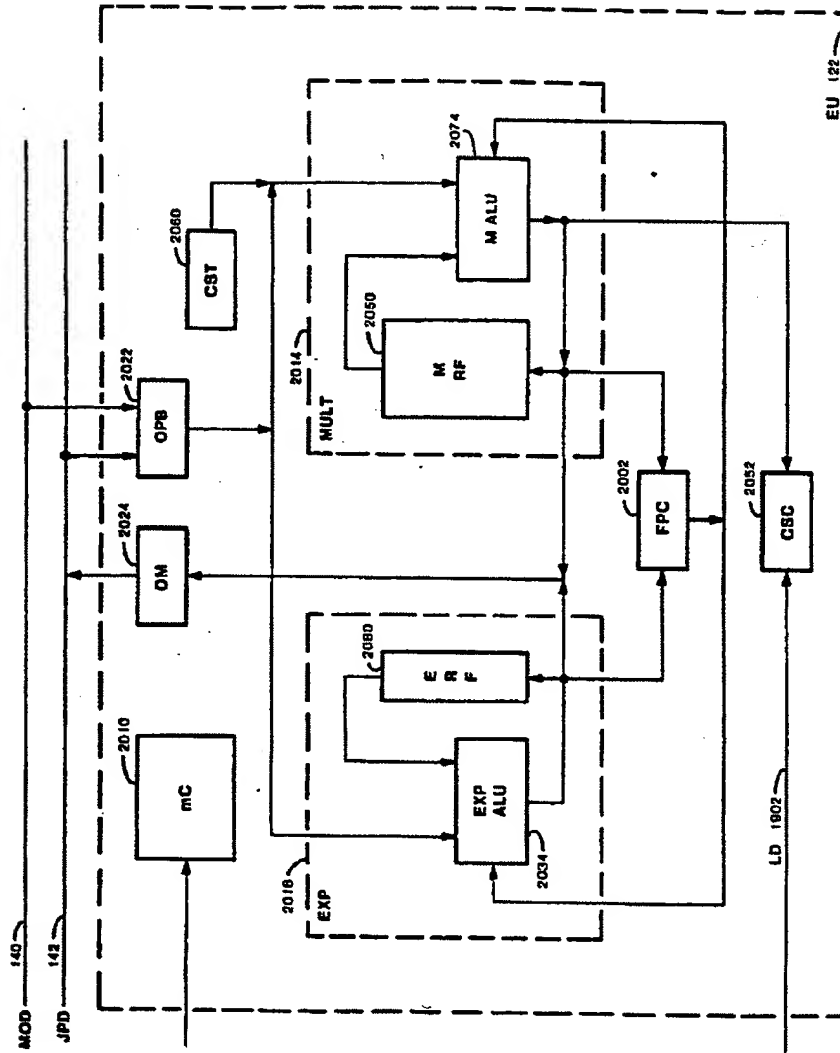 MOD 140
JPD 142
2010
mC
2024
OM
2022
OPB
2060
CST
2016
EXP
2034
EXP
ALU
2080
E
R
F
2014
MULT
2050
M
RF
2074
M ALU
2002
FPC
2052
CSC
LD 1902
EU 122